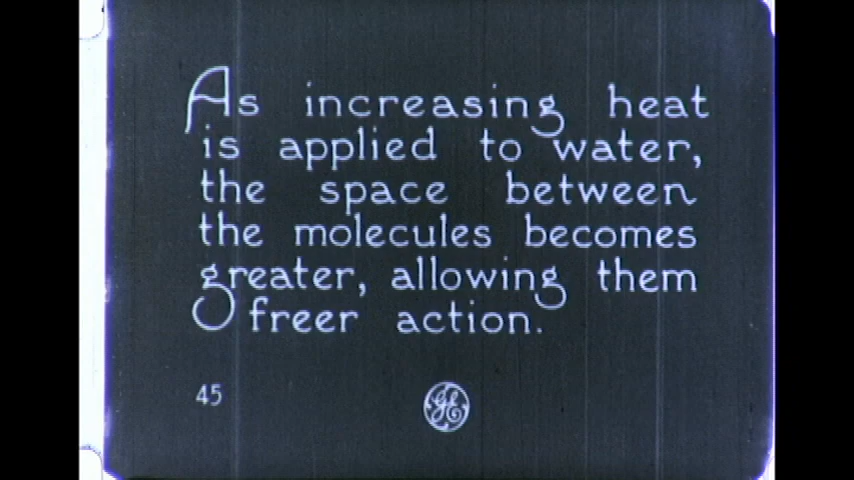 As increasing heat
is applied to water,
the space between
the molecules becomes
greater, allowing them
freer action.
45
GE